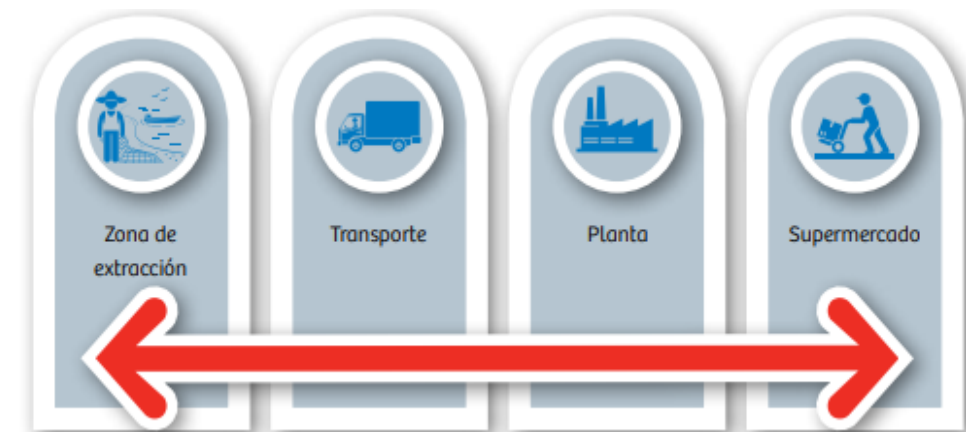 Zona de
extracción
Transporte
Planta
Supermercado